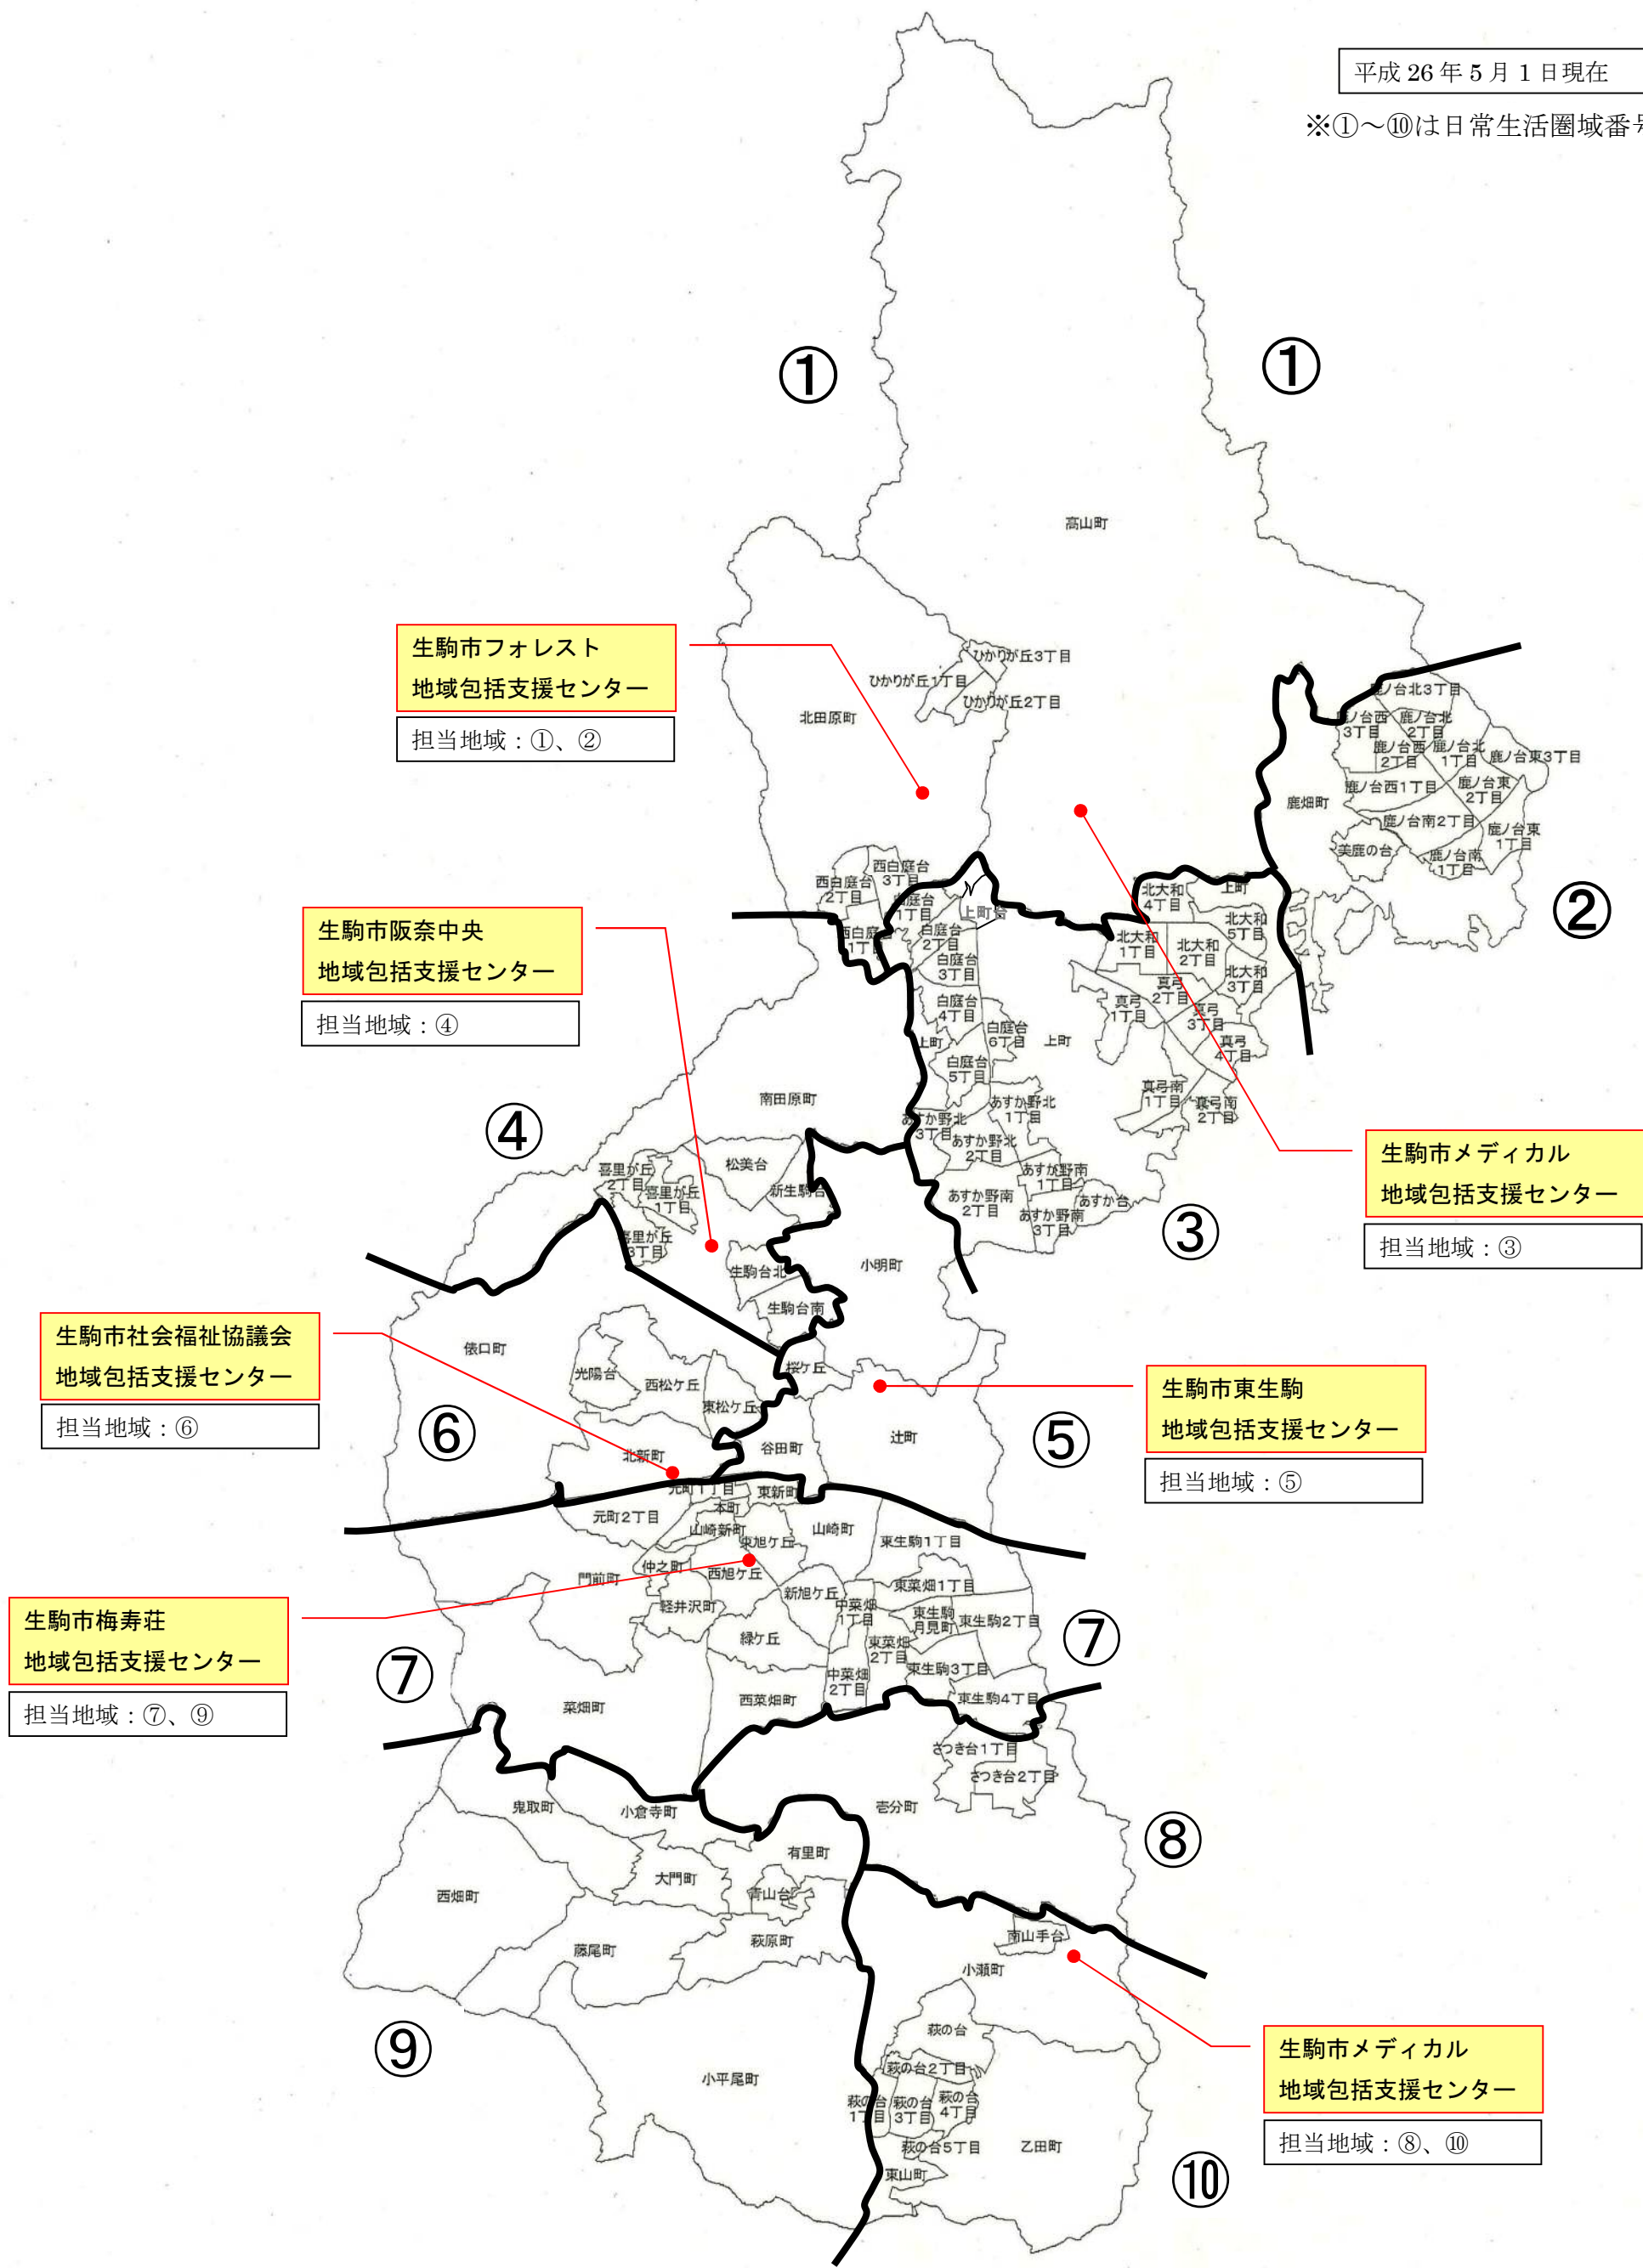 平成 26 年 5 月 1 日現在
※①～⑩は日常生活圏域番号
①
①
高山町
生駒市フォレスト
地域包括支援センター
担当地域：①、②
ひかりが丘3丁目
ひかりが丘1丁目
ひかりが丘2丁目
北田原町
鹿ノ台北3丁目
鹿ノ台西
3丁目
鹿ノ台北
2丁目
鹿ノ台西
2丁目
鹿ノ台北
1丁目
鹿ノ台東3丁目
鹿ノ台西1丁目
鹿ノ台東
2丁目
鹿畑町
鹿ノ台南2丁目
鹿ノ台東
1丁目
美鹿の台
鹿ノ台南
1丁目
②
西白庭台
3丁目
西白庭台
2丁目
白庭台
1丁目
上町台
北大和
4丁目
上町
西白庭台
1丁目
白庭台
2丁目
北大和
1丁目
北大和
2丁目
北大和
5丁目
白庭台
3丁目
北大和
3丁目
生駒市阪奈中央
地域包括支援センター
担当地域：④
白庭台
4丁目
真弓
1丁目
真弓
2丁目
真弓
3丁目
真弓
4丁目
上町
白庭台
6丁目
上町
白庭台
5丁目
真弓南
1丁目
真弓南
2丁目
南田原町
④
あすか野北
1丁目
あすか野北
3丁目
あすか野北
2丁目
あすか野南
1丁目
あすか野南
2丁目
あすか台
あすか野南
3丁目
③
生駒市メディカル
地域包括支援センター
担当地域：③
喜里が丘
2丁目
喜里が丘
1丁目
喜里が丘
3丁目
松美台
新生駒台
生駒台北
生駒台南
小明町
生駒市社会福祉協議会
地域包括支援センター
担当地域：⑥
俵口町
光陽台
西松ケ丘
東松ケ丘
桜ケ丘
⑥
北新町
谷田町
辻町
⑤
生駒市東生駒
地域包括支援センター
担当地域：⑤
元町1丁目
東新町
元町2丁目
本町
山崎新町
東旭ケ丘
山崎町
東生駒1丁目
門前町
仲之町
西旭ケ丘
新旭ケ丘
東菜畑1丁目
軽井沢町
中菜畑
1丁目
東生駒
月見町
東生駒2丁目
緑ケ丘
東菜畑
2丁目
東生駒3丁目
生駒市梅寿荘
地域包括支援センター
担当地域：⑦、⑨
⑦
⑦
中菜畑
2丁目
東生駒4丁目
西菜畑町
菜畑町
さつき台1丁目
さつき台2丁目
鬼取町
小倉寺町
壱分町
⑧
有里町
大門町
青山台
西畑町
萩原町
藤尾町
南山手台
小瀬町
⑨
小平尾町
萩の台
萩の台2丁目
萩の台
1丁目
萩の台
3丁目
萩の台
4丁目
萩の台5丁目
乙田町
東山町
⑩
生駒市メディカル
地域包括支援センター
担当地域：⑧、⑩